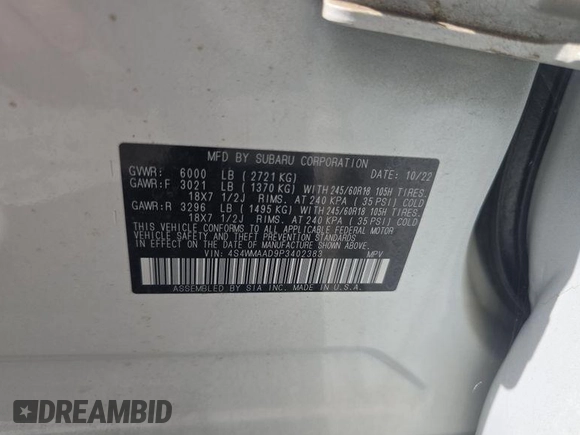 MFD BY SUBARU CORPORATION
GVWR: 6000 LB (2721 KG) DATE: 10/22
GAWR:F 3021 LB (1370 KG) WITH 245/60R18 105H TIRES
18X7 1/2J RIMS. AT 240 KPA (35 PSI) COLD
GAWR:R 3296 LB (1495 KG) WITH 245/60R18 105H TIRES
18X7 1/2J RIMS. AT 240 KPA (35 PSI) COLD
THIS VEHICLE CONFORMS TO ALL APPLICABLE FEDERAL MOTOR
VEHICLE SAFETY STANDARDS
IN EFFECT ON THE DATE OF MANUFACTURE SHOWN ABOVE.
VIN: 4S4WMAAD9P3402383 MPV
ASSEMBLED BY SIA INC. MADE IN U.S.A.
DREAMBID